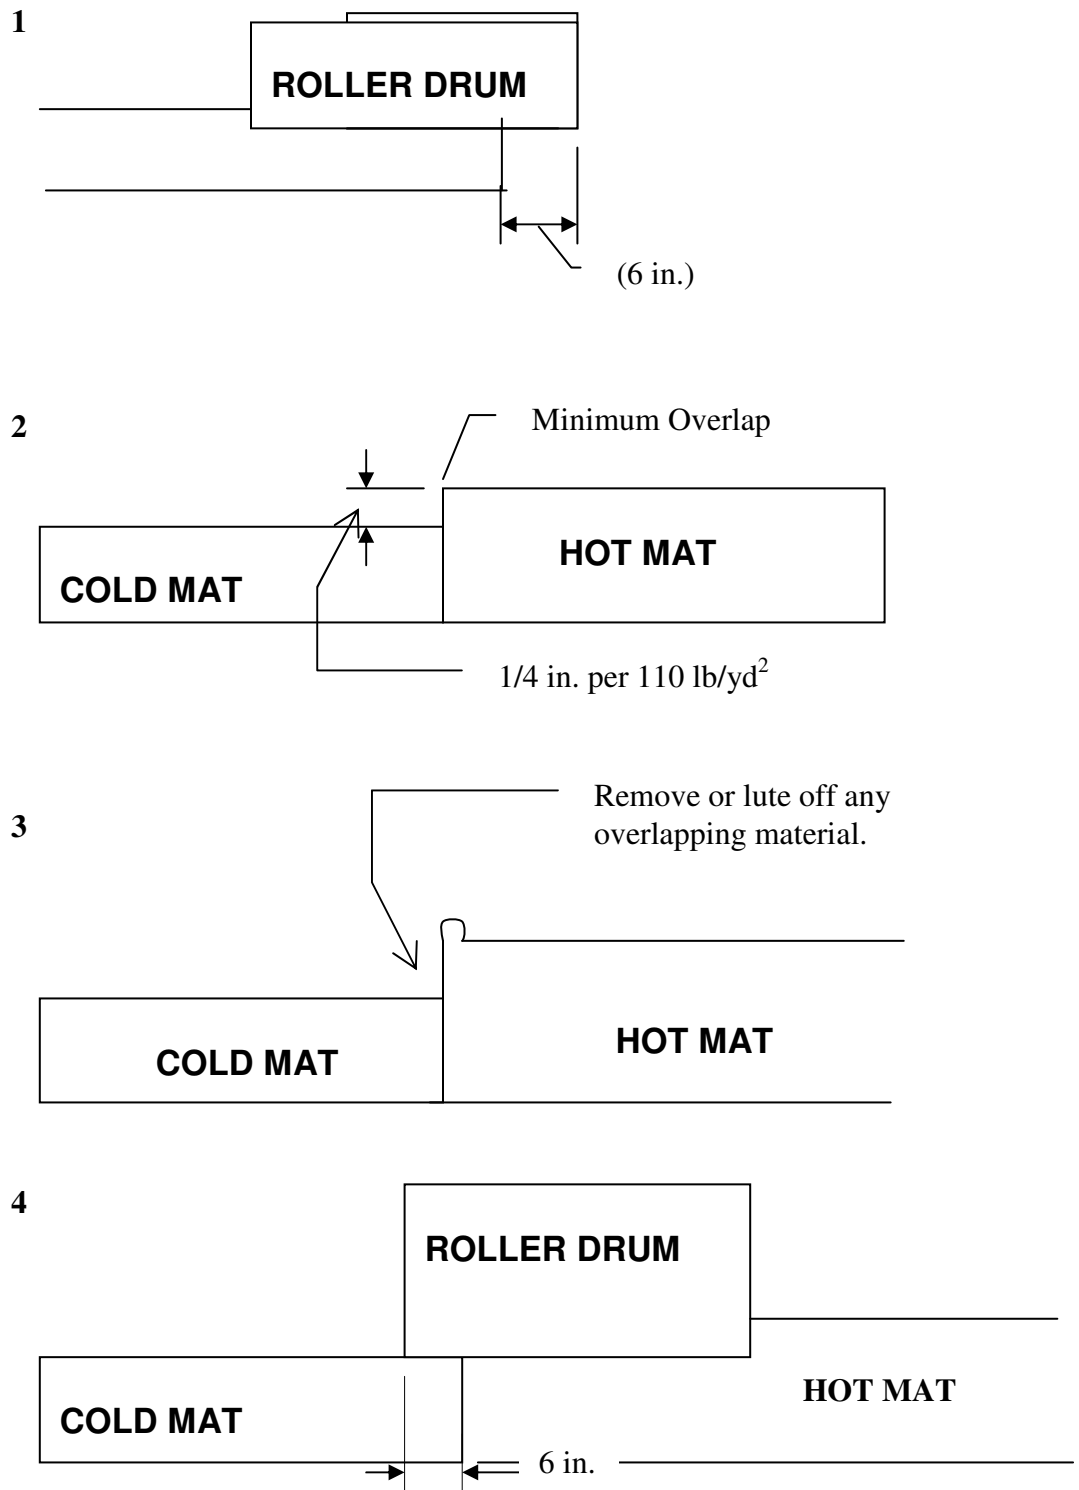 1
ROLLER DRUM
(6 in.)
2
Minimum Overlap
HOT MAT
COLD MAT
1/4 in. per 110 lb/yd²
3
Remove or lute off any
overlapping material.
HOT MAT
COLD MAT
4
ROLLER DRUM
HOT MAT
COLD MAT
6 in.